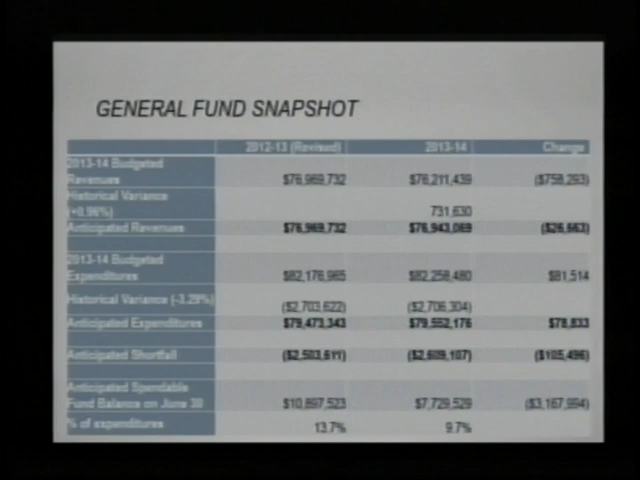 GENERAL FUND SNAPSHOT
2012-13 (Revised) 2013-14 Change
2013-14 Budgeted
Revenues $76,969,732 $76,211,439 ($758,293)
Historical Variance
(+0.96%) 731,630
Anticipated Revenues $76,969,732 $76,943,069 ($26,663)
2013-14 Budgeted
Expenditures $82,176,965 $82,258,480 $81,514
Historical Variance (-3.29%) ($2,703,622) ($2,706,304)
Anticipated Expenditures $79,473,343 $79,552,176 $78,833
Anticipated Shortfall ($2,503,611) ($2,609,107) ($105,496)
Anticipated Spendable
Fund Balance on June 30 $10,897,523 $7,729,529 ($3,167,994)
% of expenditures 13.7% 9.7%